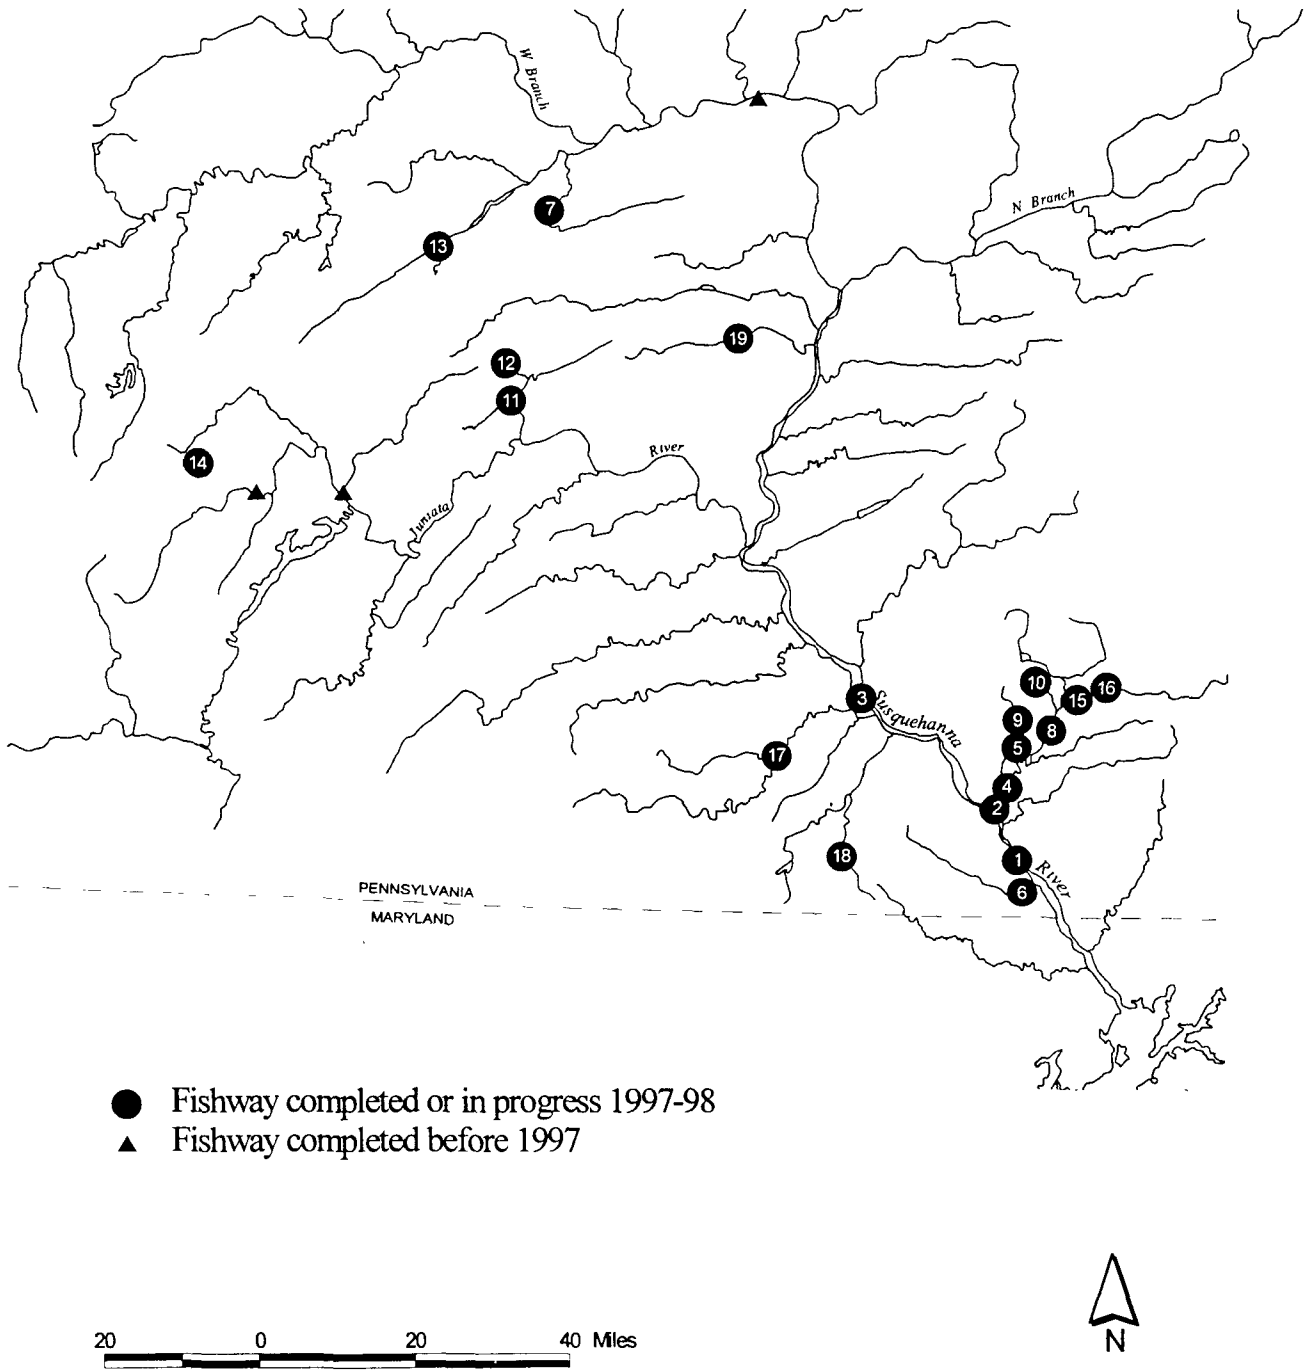 W Branch
N Branch
7
13
19
12
11
River
14
Juniata
10
16
15
3
Susquehanna
9
8
5
17
4
2
18
1
River
6
PENNSYLVANIA
MARYLAND
Fishway completed or in progress 1997-98
Fishway completed before 1997
N
20 0 20 40 Miles